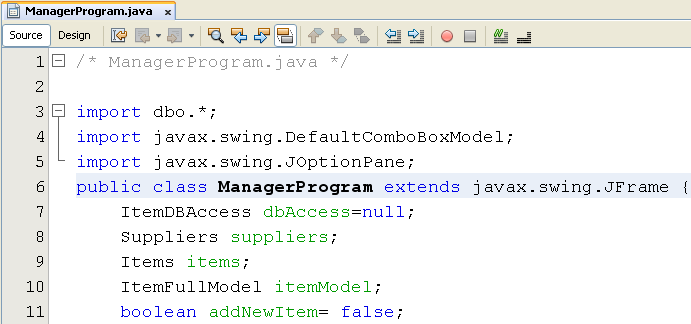 ManagerProgram.java x
Source Design
1 /* ManagerProgram.java */
2
3 import dbo.*;
4 import javax.swing.DefaultComboBoxModel;
5 import javax.swing.JOptionPane;
6 public class ManagerProgram extends javax.swing.JFrame {
7 ItemDBAccess dbAccess=null;
8 Suppliers suppliers;
9 Items items;
10 ItemFullModel itemModel;
11 boolean addNewItem= false;